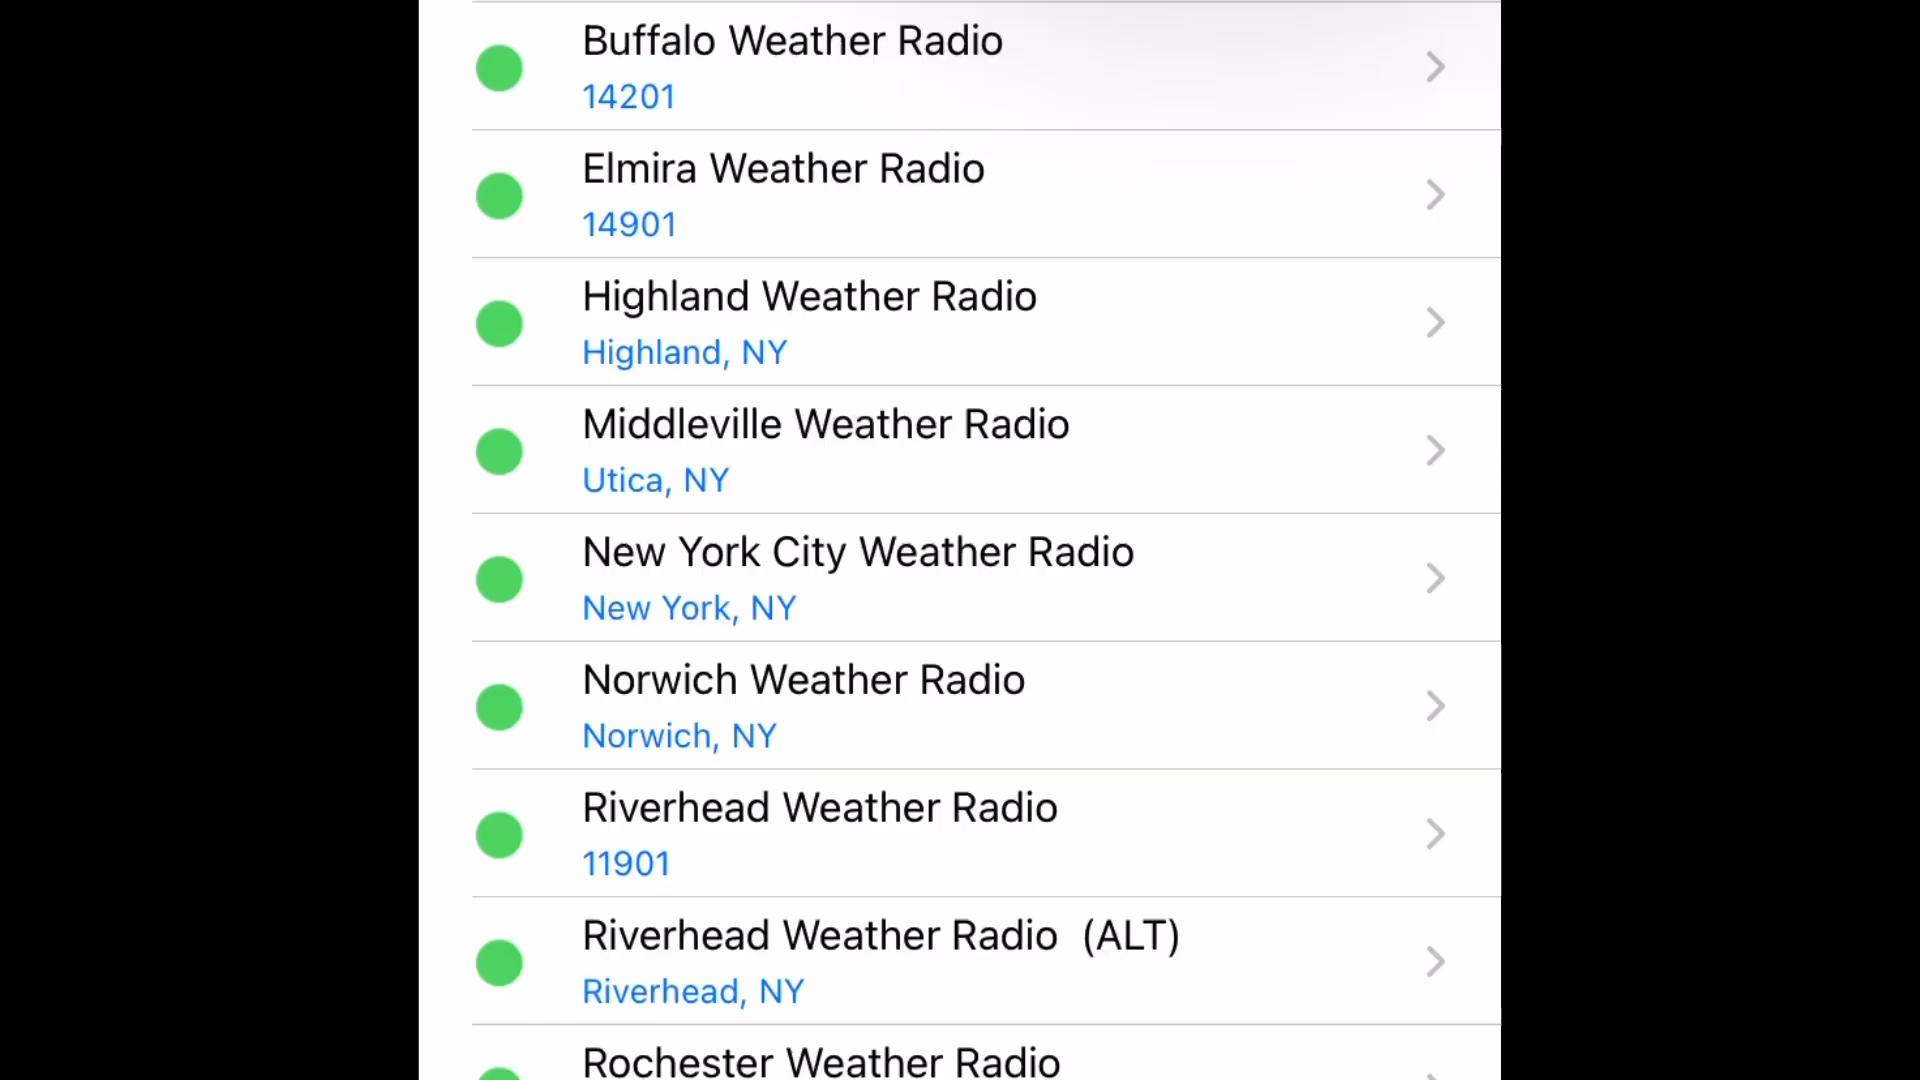 Buffalo Weather Radio
14201
Elmira Weather Radio
14901
Highland Weather Radio
Highland, NY
Middleville Weather Radio
Utica, NY
New York City Weather Radio
New York, NY
Norwich Weather Radio
Norwich, NY
Riverhead Weather Radio
11901
Riverhead Weather Radio  (ALT)
Riverhead, NY
Rochester Weather Radio